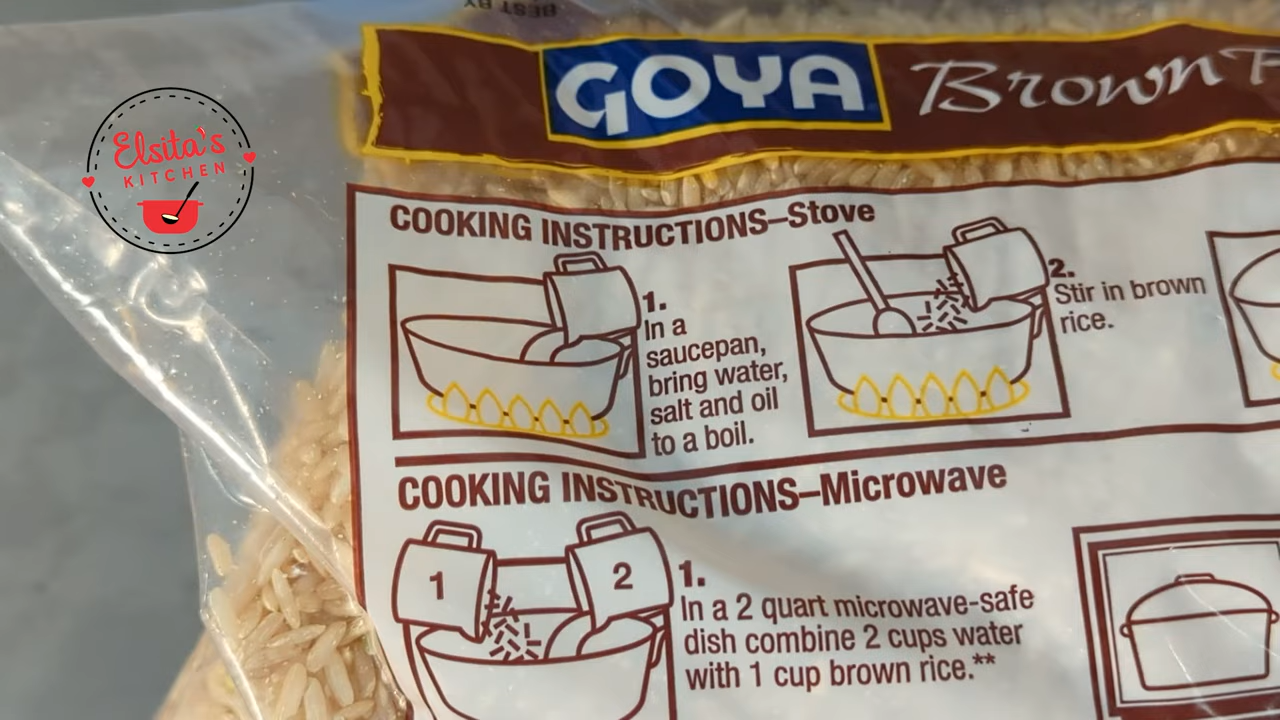 BEST BY
GOYA Brown
Elsita's
KITCHEN
COOKING INSTRUCTIONS–Stove
1.
In a
saucepan,
bring water,
salt and oil
to a boil.
2.
Stir in brown
rice.
COOKING INSTRUCTIONS–Microwave
1
2
1.
In a 2 quart microwave-safe
dish combine 2 cups water
with 1 cup brown rice.**